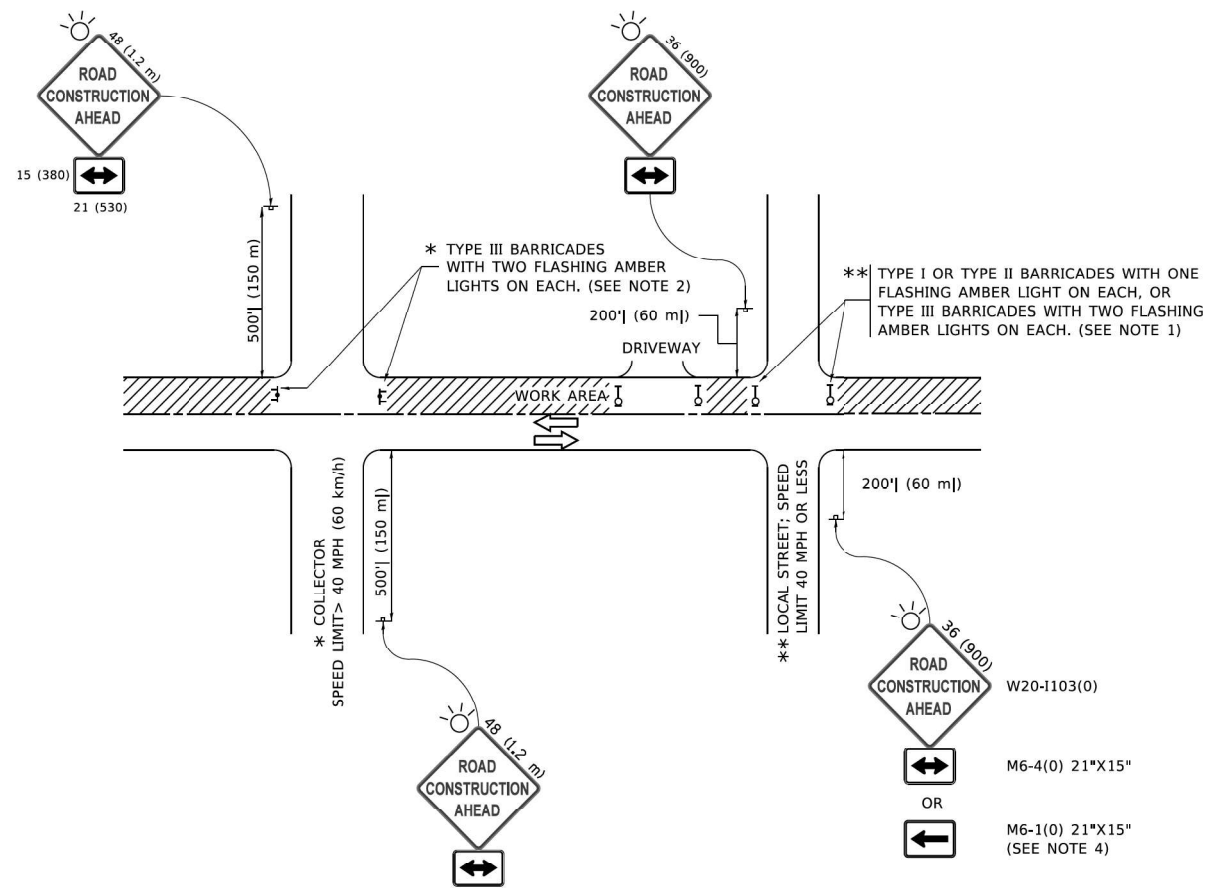 48 (1.2 m)
ROAD
CONSTRUCTION
AHEAD
15 (380)
21 (530)
36 (900)
ROAD
CONSTRUCTION
AHEAD
500'| (150 m)
* TYPE III BARRICADES
WITH TWO FLASHING AMBER
LIGHTS ON EACH. (SEE NOTE 2)
200'| (60 m|)
DRIVEWAY
** TYPE I OR TYPE II BARRICADES WITH ONE
FLASHING AMBER LIGHT ON EACH, OR
TYPE III BARRICADES WITH TWO FLASHING
AMBER LIGHTS ON EACH. (SEE NOTE 1)
WORK AREA
* COLLECTOR
SPEED LIMIT> 40 MPH (60 km/h)
500'| (150 m|)
** LOCAL STREET; SPEED
LIMIT 40 MPH OR LESS
200'| (60 m|)
48 (1.2 m)
ROAD
CONSTRUCTION
AHEAD
36 (900)
ROAD
CONSTRUCTION
AHEAD
W20-I103(0)
M6-4(0) 21"X15"
OR
M6-1(0) 21"X15"
(SEE NOTE 4)